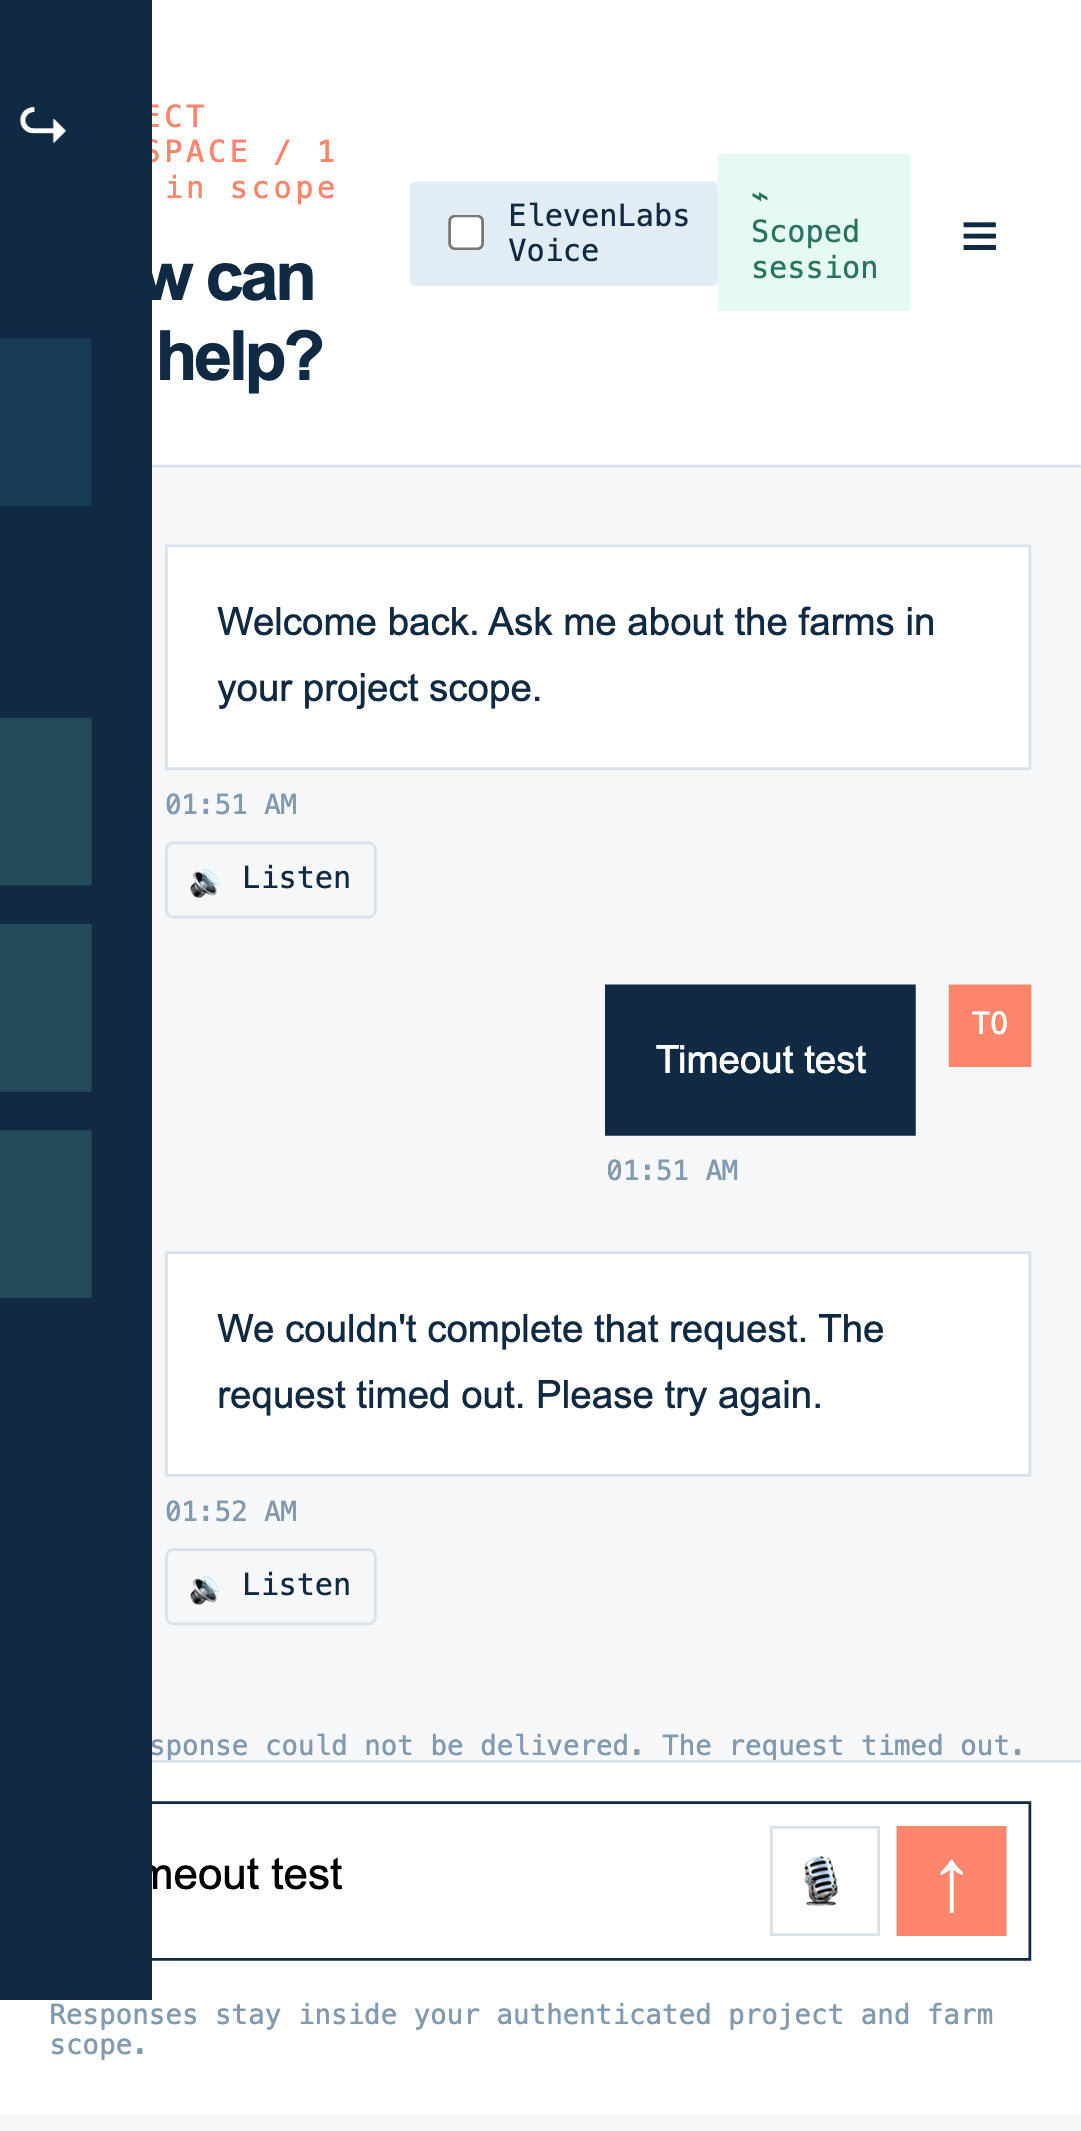 ECT
SPACE / 1
in scope
w can
help?
ElevenLabs
Voice
Scoped
session
Welcome back. Ask me about the farms in
your project scope.
01:51 AM
Listen
Timeout test
TO
01:51 AM
We couldn't complete that request. The
request timed out. Please try again.
01:52 AM
Listen
sponse could not be delivered. The request timed out.
meout test
Responses stay inside your authenticated project and farm
scope.